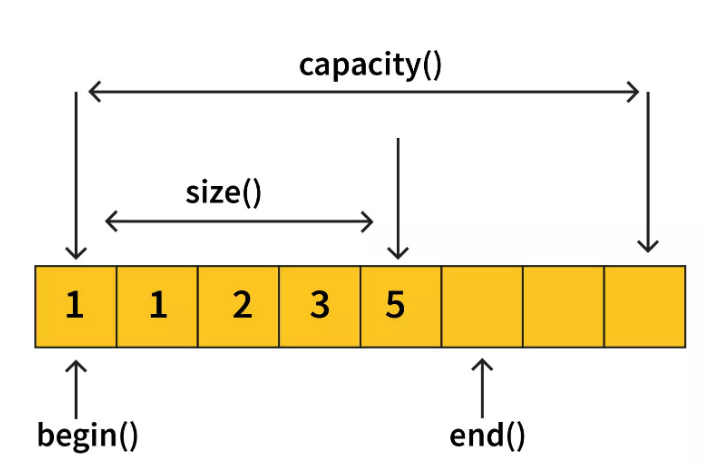 capacity()
size()
1 1 2 3 5
begin() end()